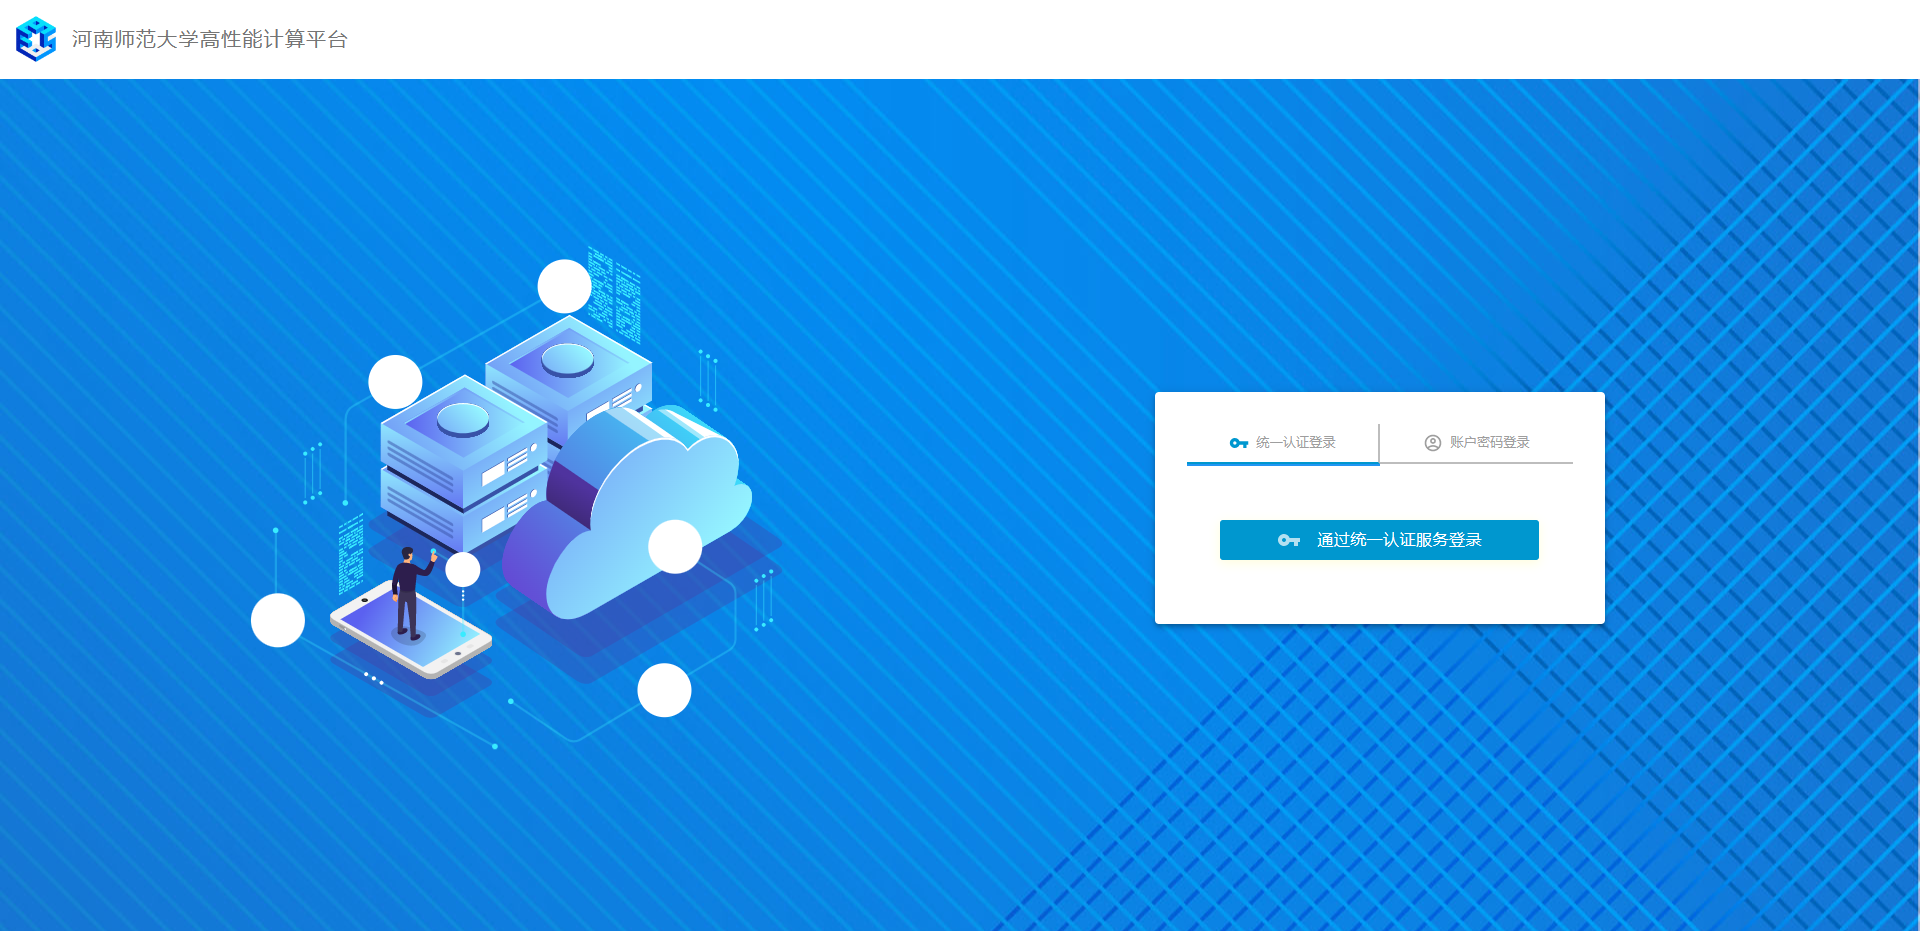 河南师范大学高性能计算平台
统一认证登录
账户密码登录
通过统一认证服务登录